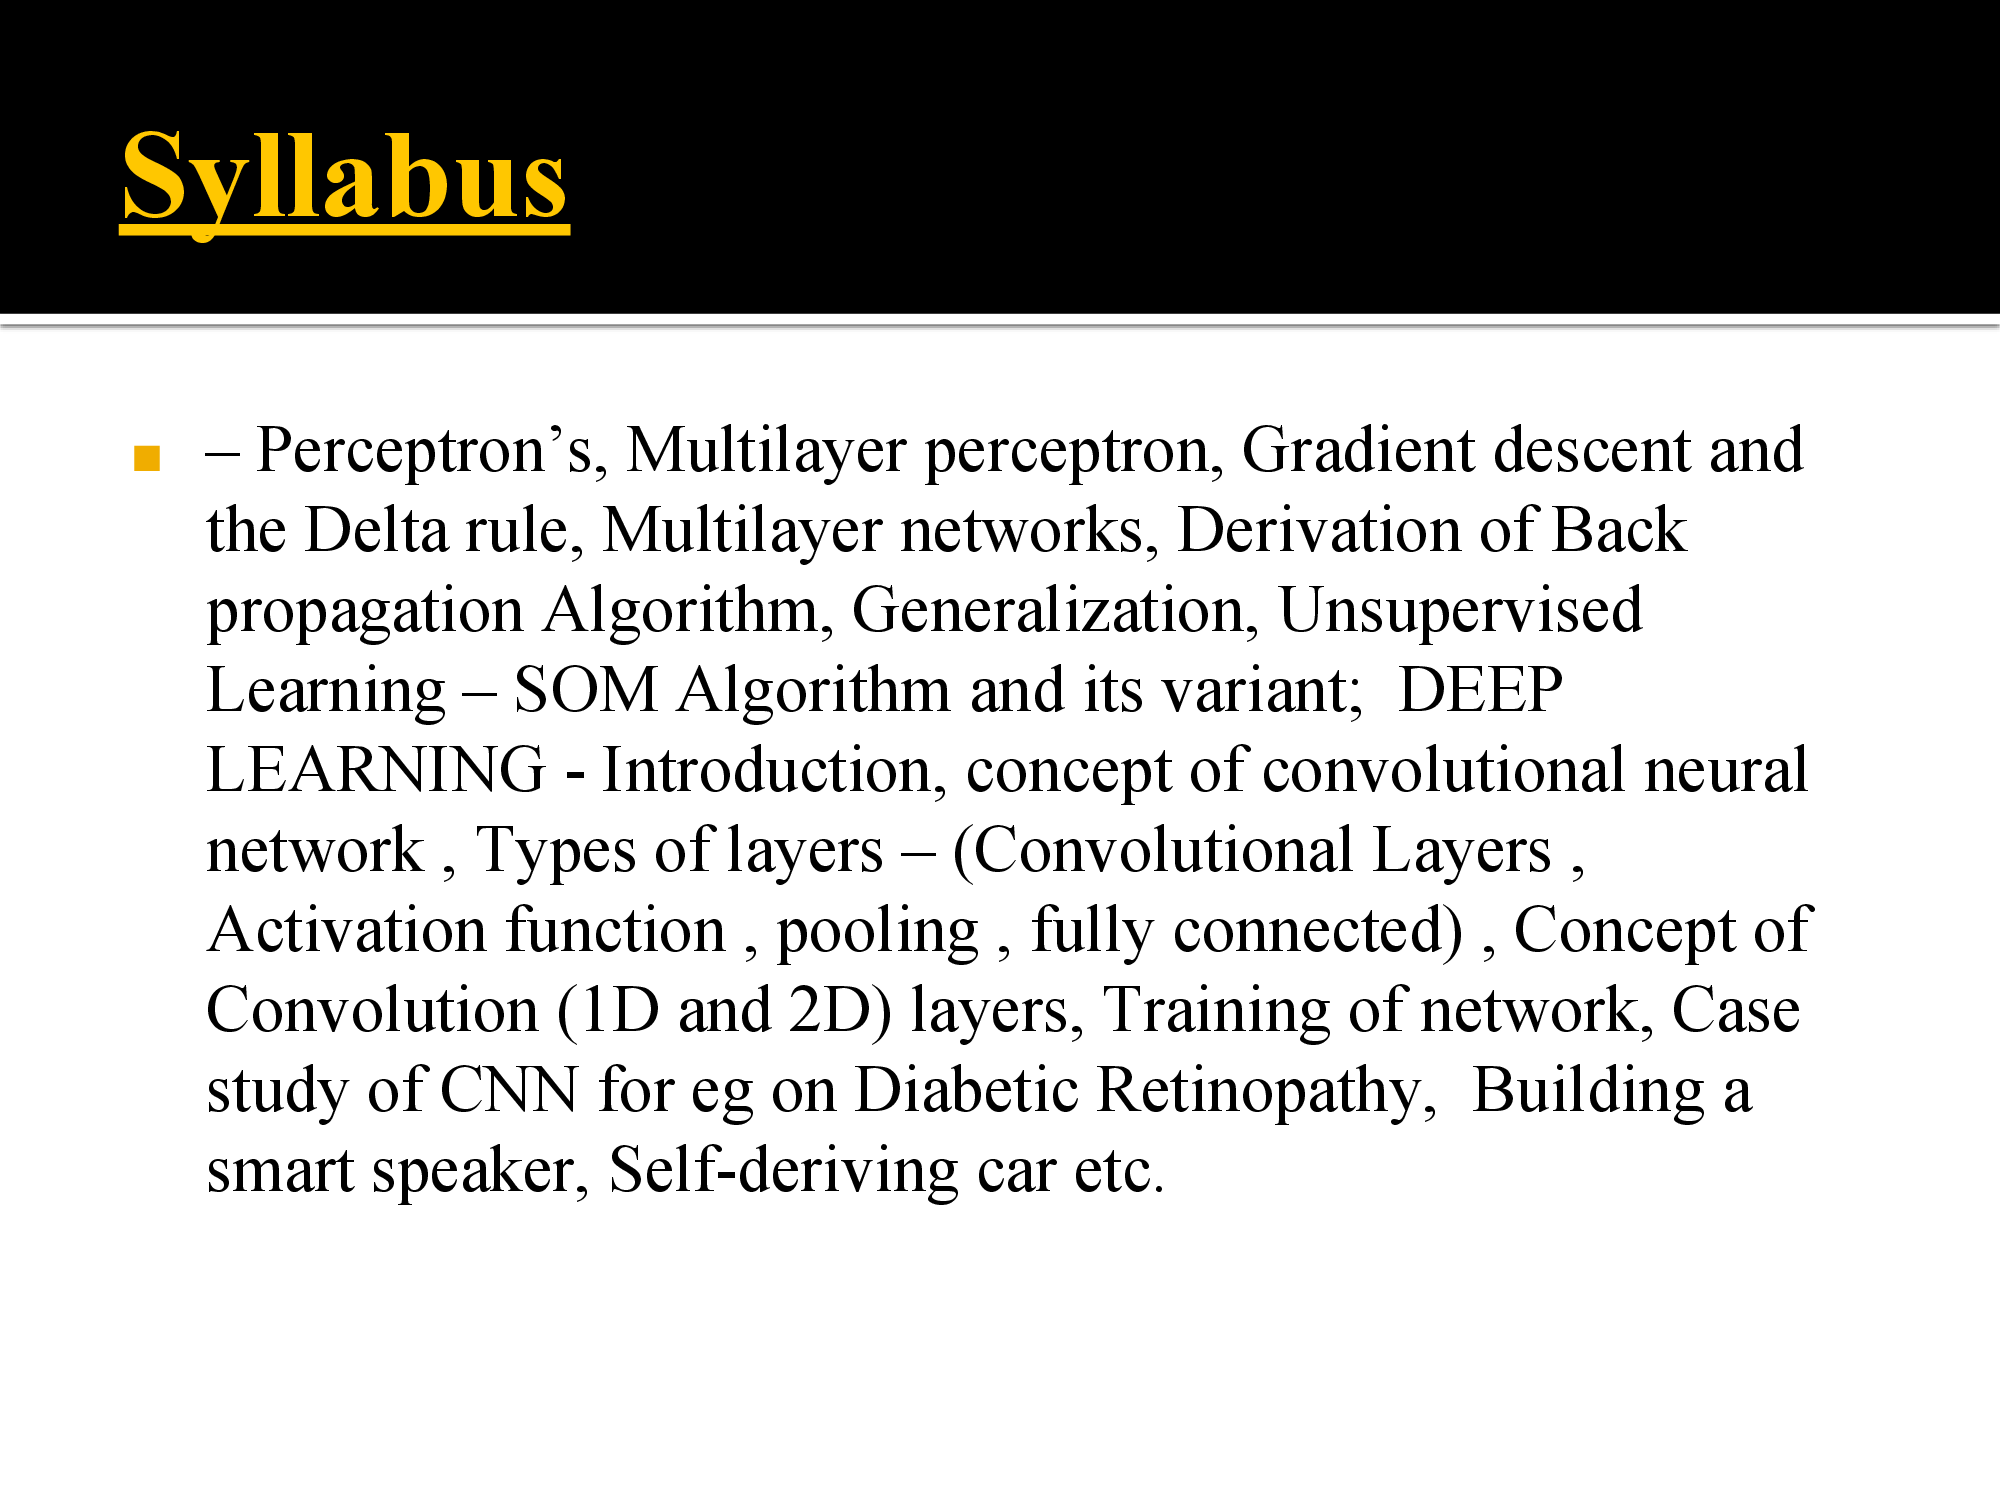 Syllabus
– Perceptron’s, Multilayer perceptron, Gradient descent and
the Delta rule, Multilayer networks, Derivation of Back
propagation Algorithm, Generalization, Unsupervised
Learning – SOM Algorithm and its variant;  DEEP
LEARNING - Introduction, concept of convolutional neural
network , Types of layers – (Convolutional Layers ,
Activation function , pooling , fully connected) , Concept of
Convolution (1D and 2D) layers, Training of network, Case
study of CNN for eg on Diabetic Retinopathy,  Building a
smart speaker, Self-deriving car etc.